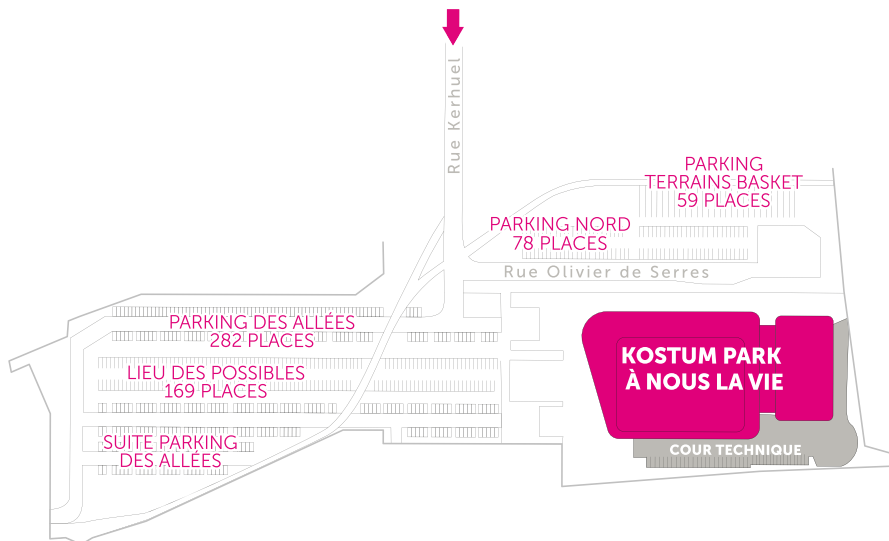 Rue Kerhuel
PARKING
TERRAINS BASKET
59 PLACES
PARKING NORD
78 PLACES
Rue Olivier de Serres
PARKING DES ALLÉES
282 PLACES
LIEU DES POSSIBLES
169 PLACES
SUITE PARKING
DES ALLÉES
KOSTUM PARK
À NOUS LA VIE
COUR TECHNIQUE